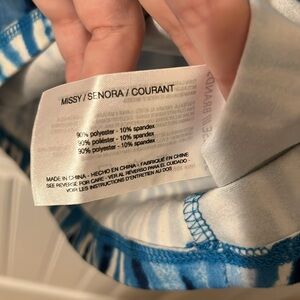 MISSY / SENORA / COURANT
90% polyester - 10% spandex
90% poliéster - 10% spandex
90% polyester - 10% spandex
MADE IN CHINA - HECHO EN CHINA - FABRIQUÉ EN CHINE
SEE REVERSE FOR CARE - VER AL REVERSO PARA EL CUIDADO
VOIR LES INSTRUCTIONS D'ENTRETIEN AU DOS